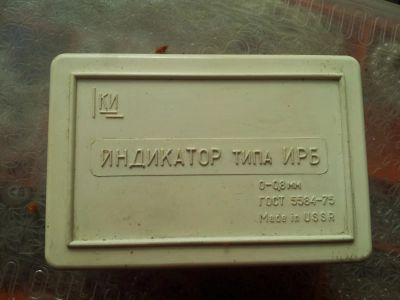 КИ
ИНДИКАТОР ТИПА ИРБ
0-0,8 мм
ГОСТ 5584-75
Made in USSR